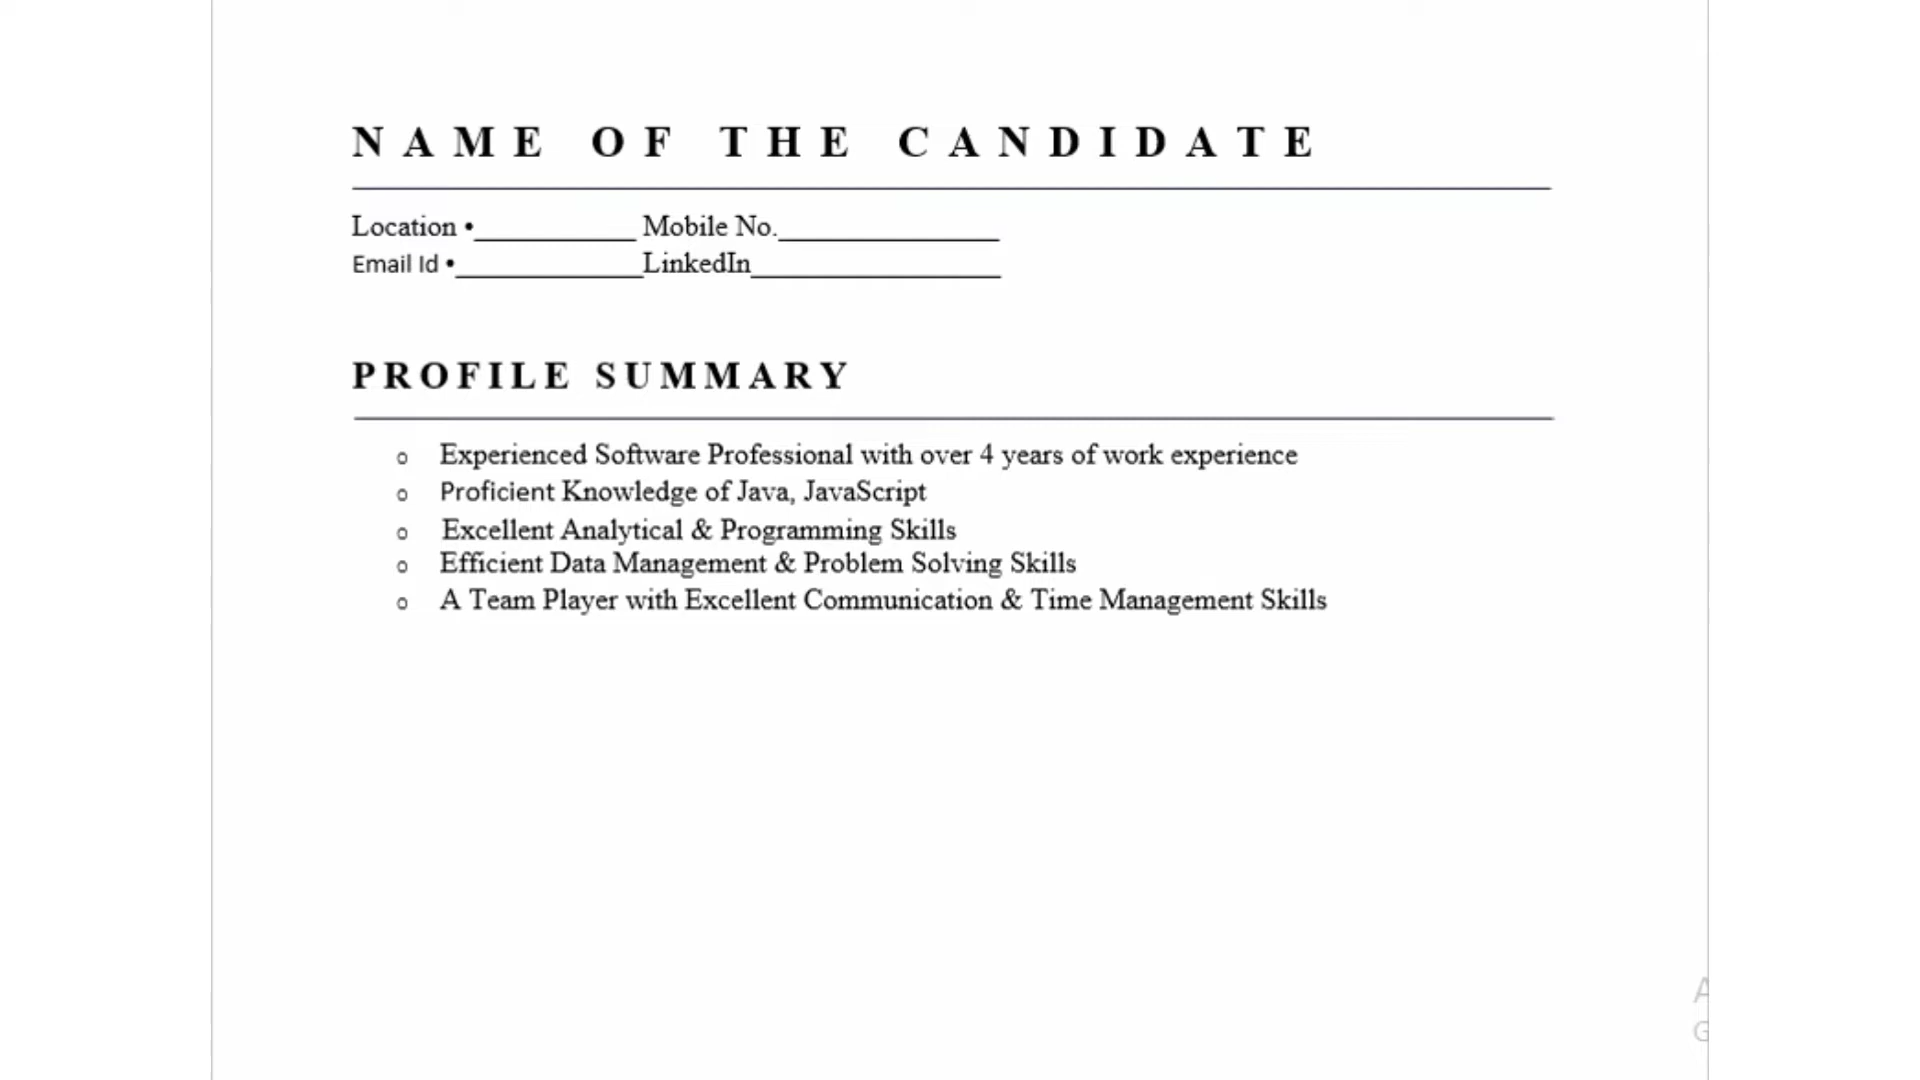 NAME OF THE CANDIDATE
Location •___________ Mobile No._______________
Email Id •_____________LinkedIn_________________
PROFILE SUMMARY
o Experienced Software Professional with over 4 years of work experience
o Proficient Knowledge of Java, JavaScript
o Excellent Analytical & Programming Skills
o Efficient Data Management & Problem Solving Skills
o A Team Player with Excellent Communication & Time Management Skills